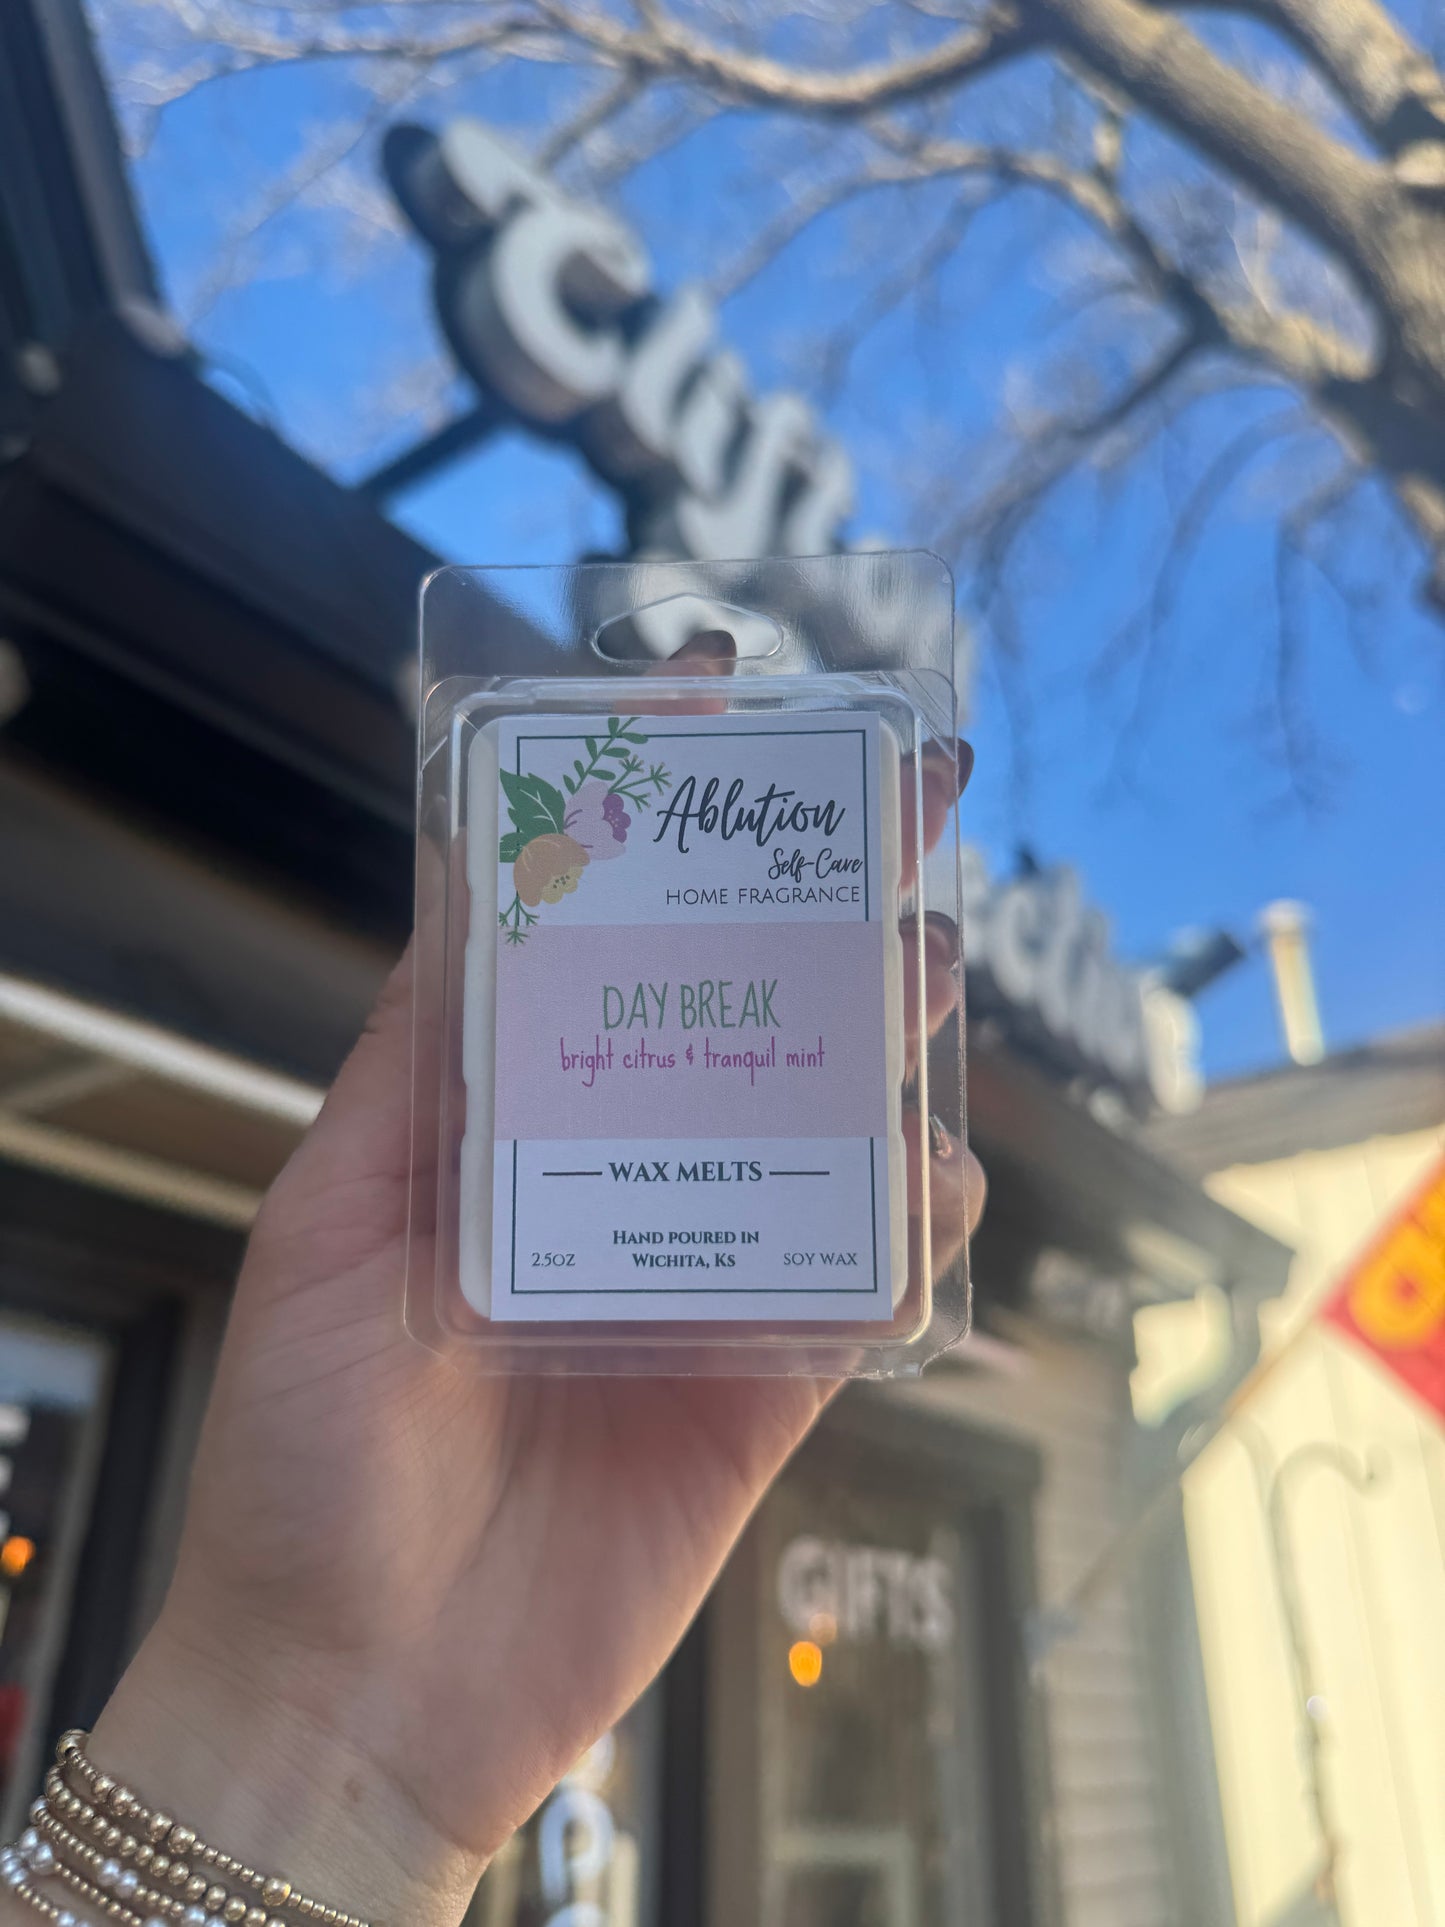 Ablution
Self-Care
HOME FRAGRANCE
DAY BREAK
bright citrus & tranquil mint
WAX MELTS
HAND POURED IN
WICHITA, KS
2.5OZ
SOY WAX
GIFTS